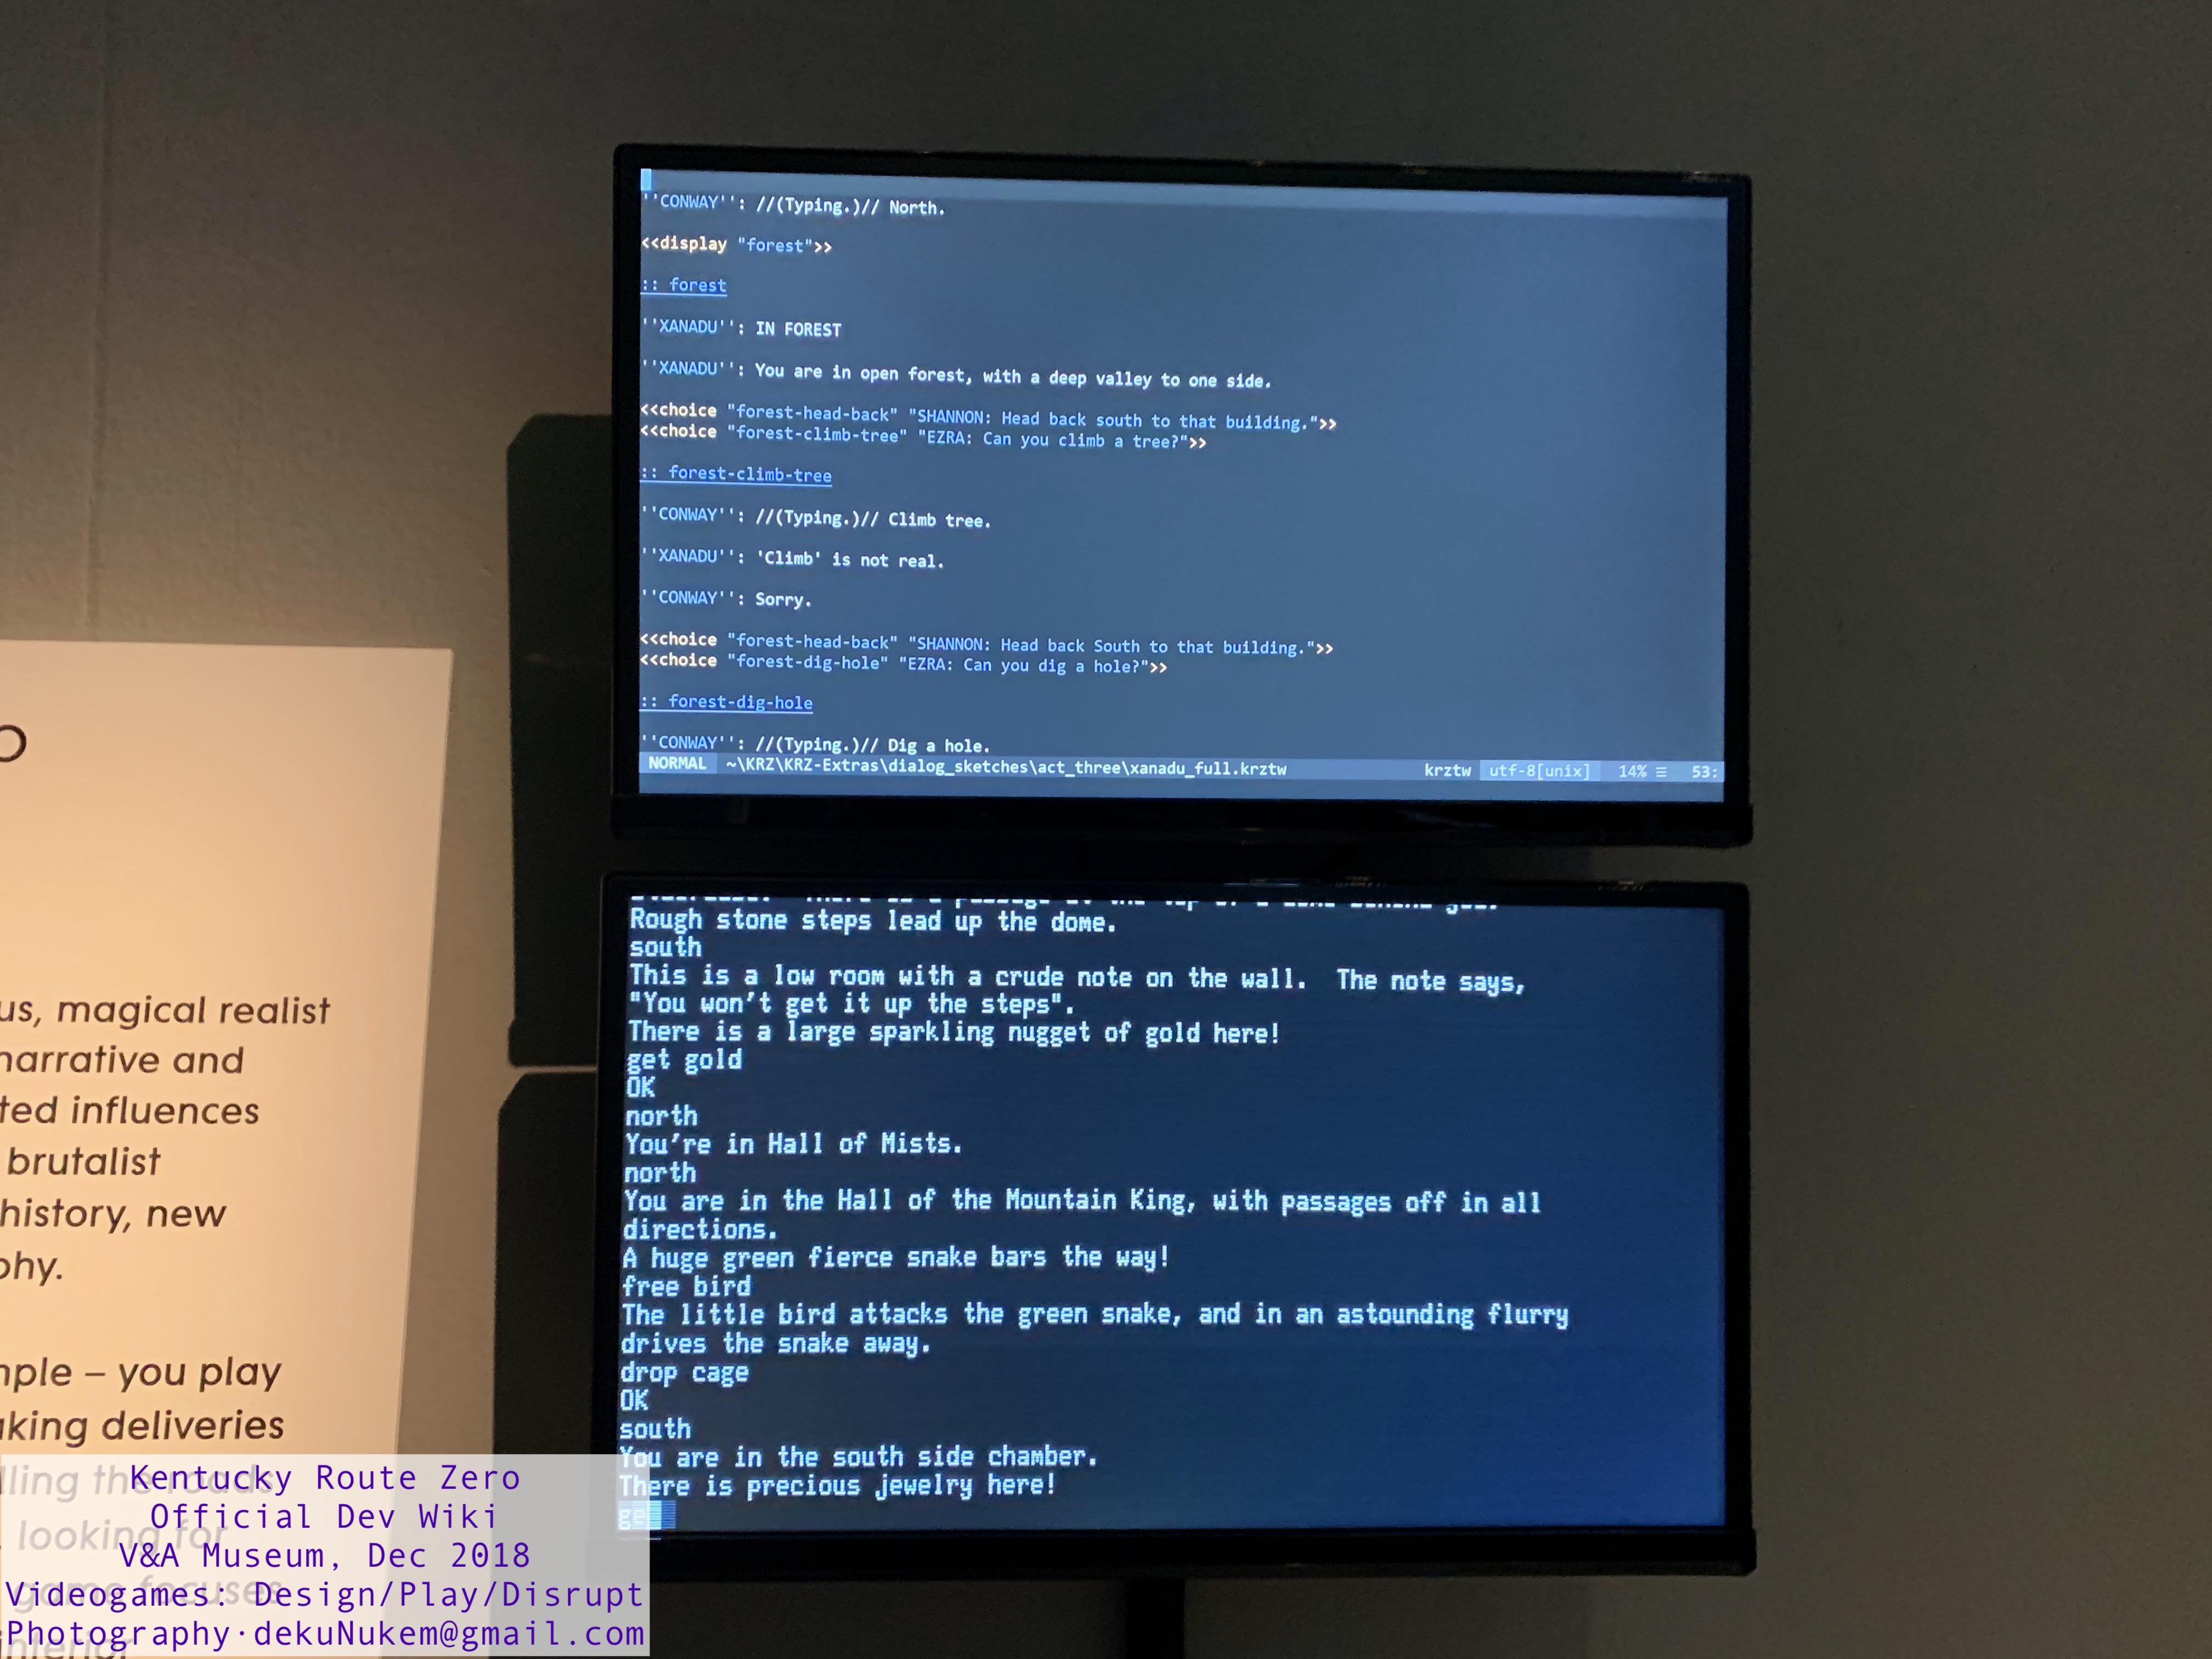 ''CONWAY'': //(Typing.)// North.
<<display "forest">>
:: forest
''XANADU'': IN FOREST
''XANADU'': You are in open forest, with a deep valley to one side.
<<choice "forest-head-back" "SHANNON: Head back south to that building.">>
<<choice "forest-climb-tree" "EZRA: Can you climb a tree?">>
:: forest-climb-tree
''CONWAY'': //(Typing.)// Climb tree.
''XANADU'': 'Climb' is not real.
''CONWAY'': Sorry.
<<choice "forest-head-back" "SHANNON: Head back South to that building.">>
<<choice "forest-dig-hole" "EZRA: Can you dig a hole?">>
:: forest-dig-hole
''CONWAY'': //(Typing.)// Dig a hole.
NORMAL ~\KRZ\KRZ-Extras\dialog_sketches\act_three\xanadu_full.krztw krztw utf-8[unix] 14% ≡ 53:
Rough stone steps lead up the dome.
south
This is a low room with a crude note on the wall.  The note says,
"You won't get it up the steps".
There is a large sparkling nugget of gold here!
get gold
OK
north
You're in Hall of Mists.
north
You are in the Hall of the Mountain King, with passages off in all
directions.
A huge green fierce snake bars the way!
free bird
The little bird attacks the green snake, and in an astounding flurry
drives the snake away.
drop cage
OK
south
You are in the south side chamber.
There is precious jewelry here!
ge
o
us, magical realist
narrative and
ted influences
brutalist
history, new
phy.
mple – you play
aking deliveries
lling the roads
looking for
game focuses
interior
Kentucky Route Zero
Official Dev Wiki
V&A Museum, Dec 2018
Videogames: Design/Play/Disrupt
Photography·dekuNukem@gmail.com